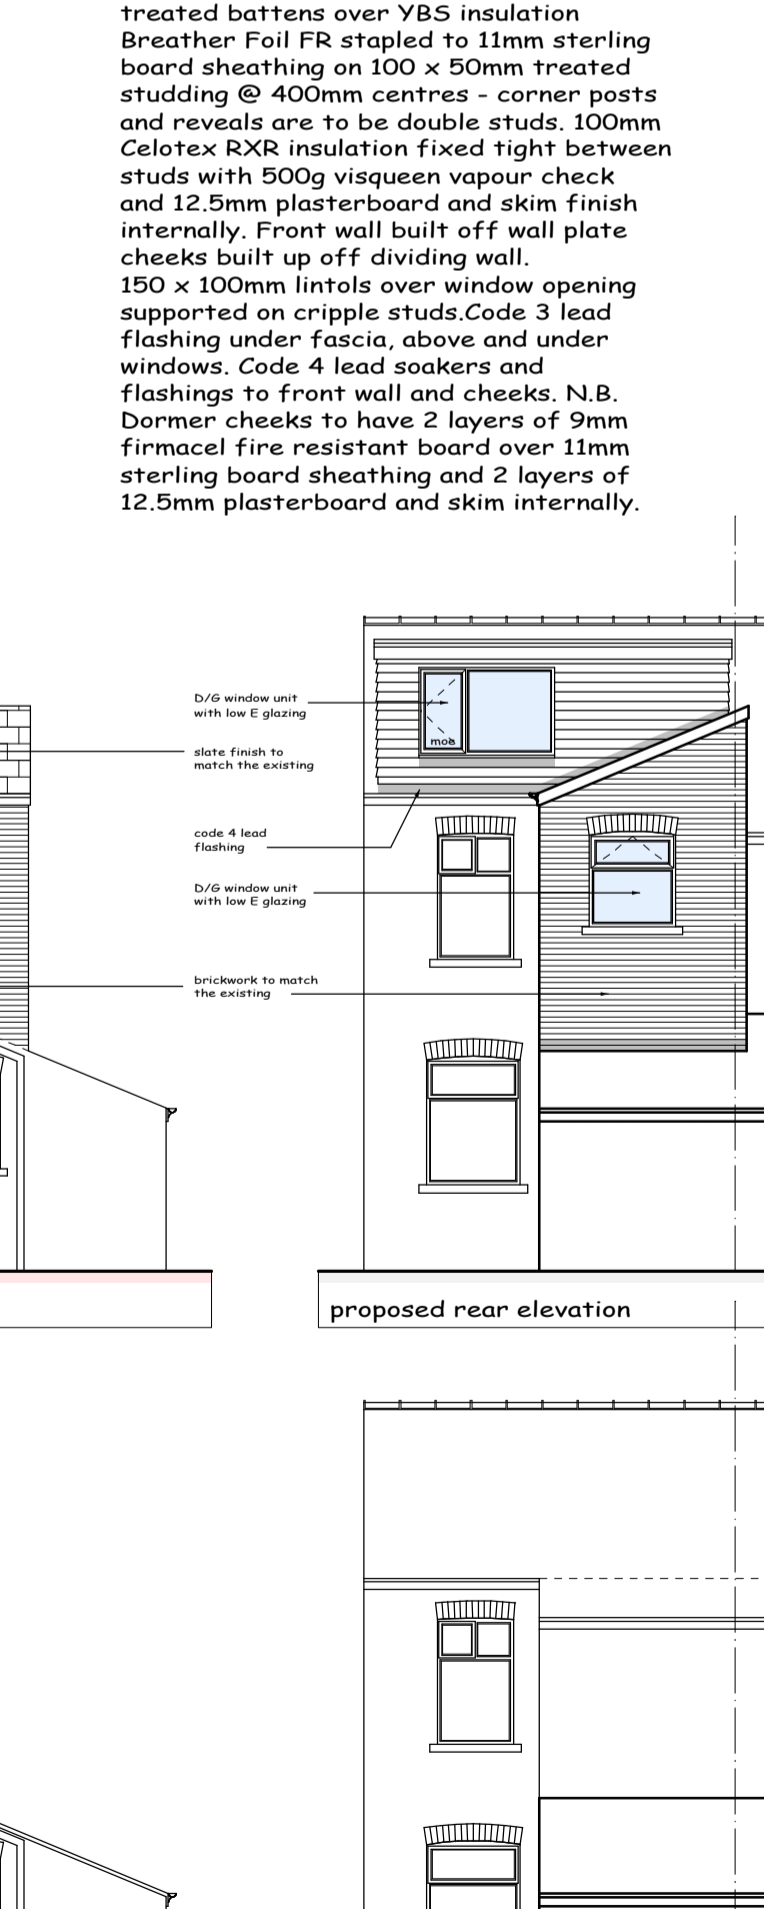 treated battens over YBS insulation
Breather Foil FR stapled to 11mm sterling
board sheathing on 100 x 50mm treated
studding @ 400mm centres - corner posts
and reveals are to be double studs. 100mm
Celotex RXR insulation fixed tight between
studs with 500g visqueen vapour check
and 12.5mm plasterboard and skim finish
internally. Front wall built off wall plate
cheeks built up off dividing wall.
150 x 100mm lintols over window opening
supported on cripple studs.Code 3 lead
flashing under fascia, above and under
windows. Code 4 lead soakers and
flashings to front wall and cheeks. N.B.
Dormer cheeks to have 2 layers of 9mm
firmacel fire resistant board over 11mm
sterling board sheathing and 2 layers of
12.5mm plasterboard and skim internally.
D/G window unit
with low E glazing
moe
slate finish to
match the existing
code 4 lead
flashing
D/G window unit
with low E glazing
brickwork to match
the existing
proposed rear elevation